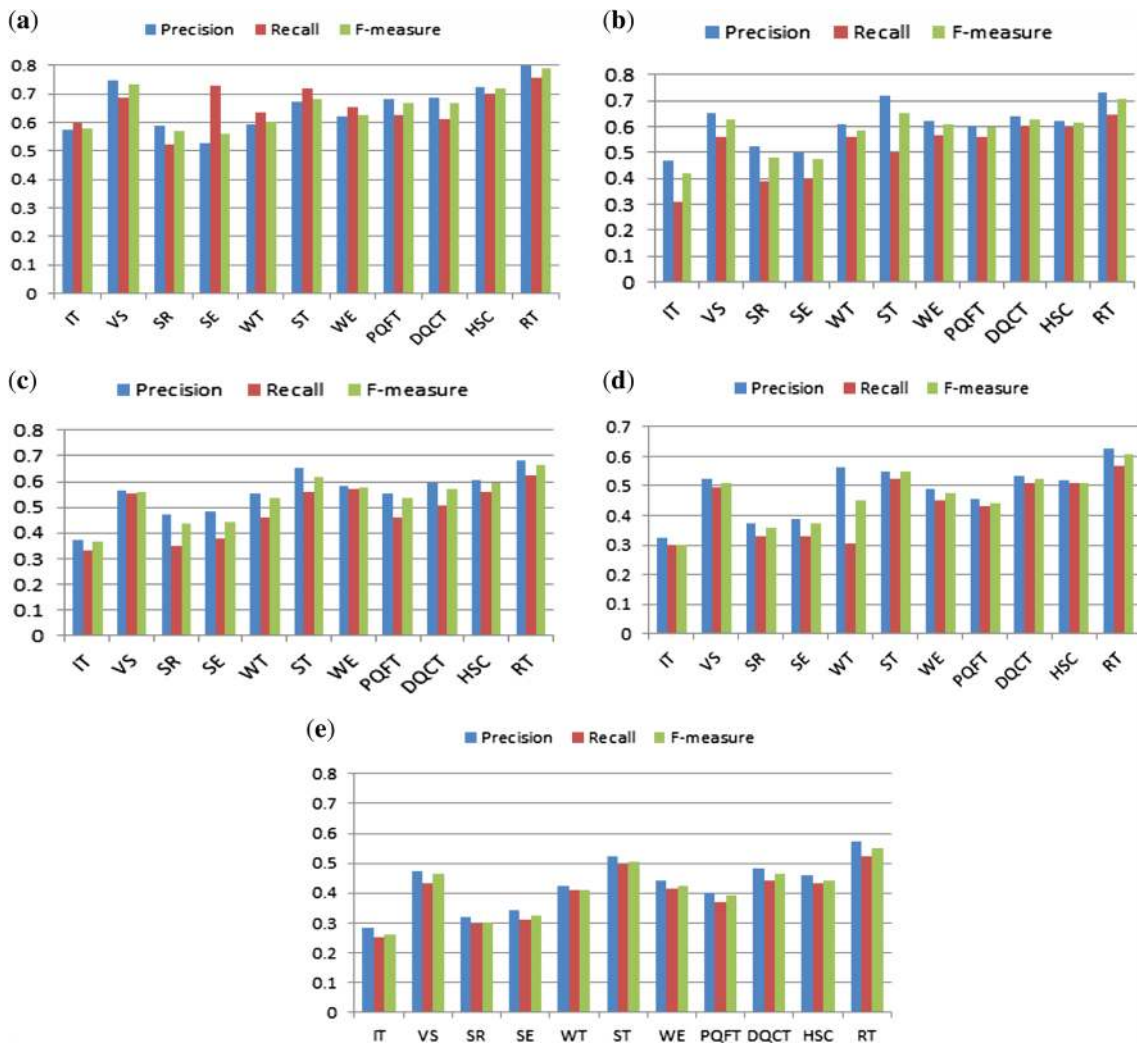 (a)
Precision Recall F-measure
0.8
0.7
0.6
0.5
0.4
0.3
0.2
0.1
0
IT VS SR SE WT ST WE PQFT DQCT HSC RT
(b)
Precision Recall F-measure
0.8
0.7
0.6
0.5
0.4
0.3
0.2
0.1
0
IT VS SR SE WT ST WE PQFT DQCT HSC RT
(c)
Precision Recall F-measure
0.8
0.7
0.6
0.5
0.4
0.3
0.2
0.1
0
IT VS SR SE WT ST WE PQFT DQCT HSC RT
(d)
Precision Recall F-measure
0.7
0.6
0.5
0.4
0.3
0.2
0.1
0
IT VS SR SE WT ST WE PQFT DQCT HSC RT
(e)
Precision Recall F-measure
0.8
0.7
0.6
0.5
0.4
0.3
0.2
0.1
0
IT VS SR SE WT ST WE PQFT DQCT HSC RT